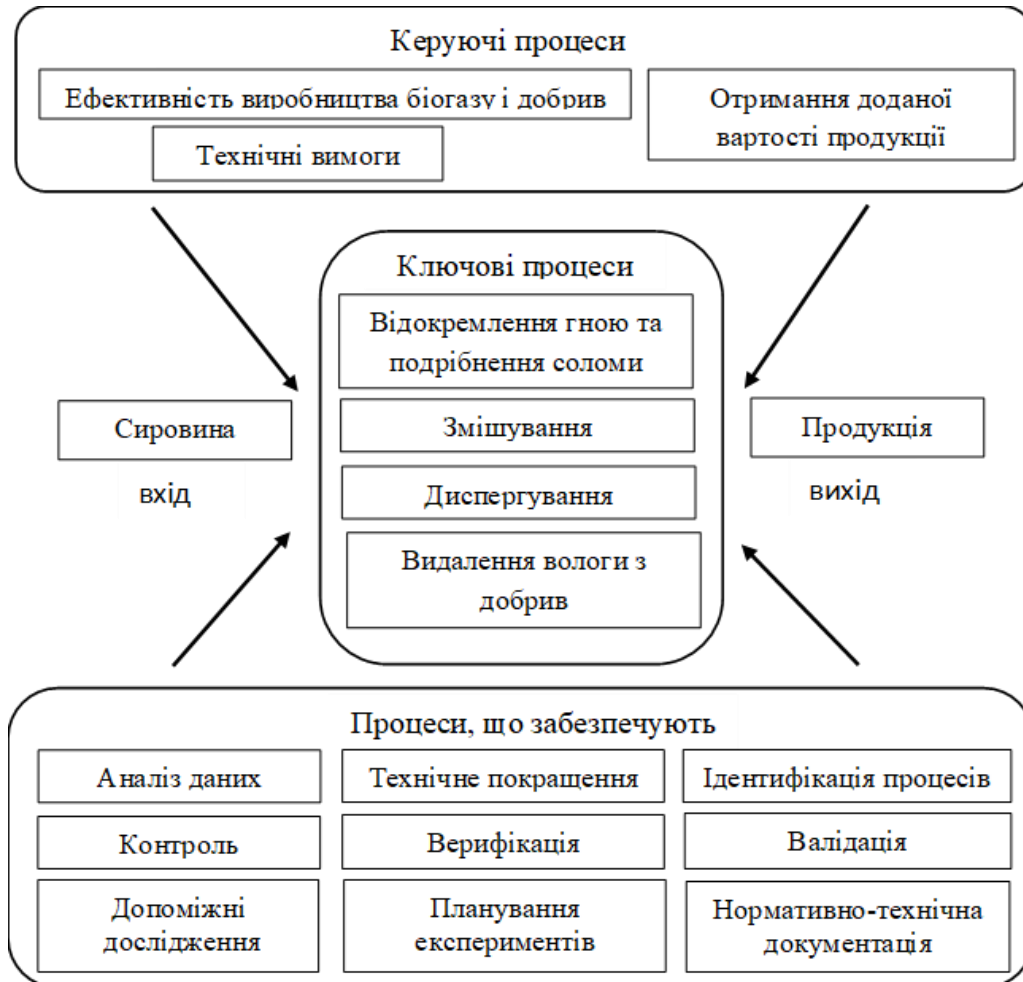 Керуючі процеси
Ефективність виробництва біогазу і добрив
Отримання доданої
вартості продукції
Технічні вимоги
Ключові процеси
Відокремлення гною та
подрібнення соломи
Сировина
Змішування
Продукція
вхід
Диспергування
вихід
Видалення вологи з
добрив
Процеси, що забезпечують
Аналіз даних
Технічне покращення
Ідентифікація процесів
Контроль
Верифікація
Валідація
Допоміжні
дослідження
Планування
експериментів
Нормативно-технічна
документація